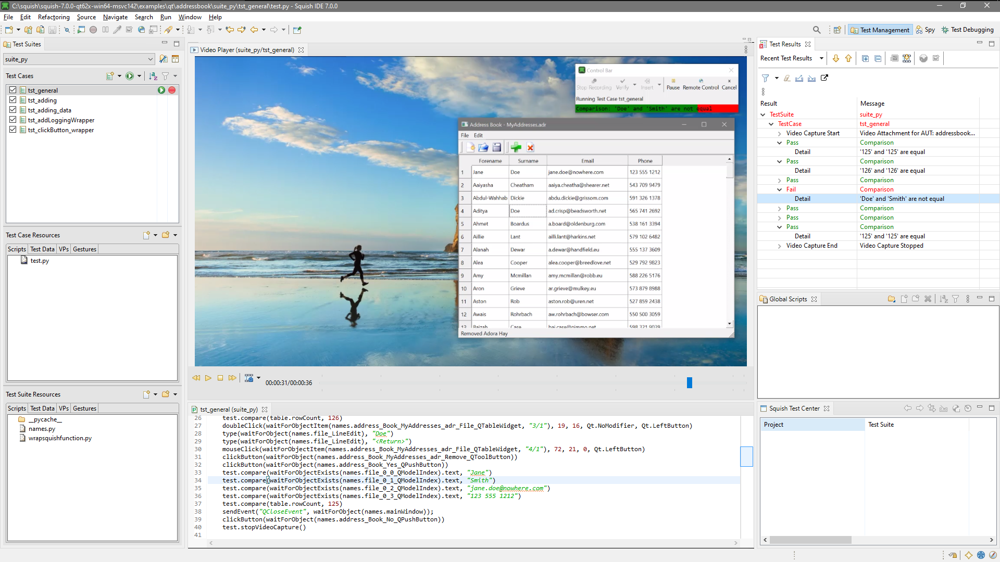 C:\squish\squish-7.0.0-qt62x-win64-msvc142\examples\qt\addressbook\suite_py\tst_general\test.py - Squish IDE 7.0.0
File Edit Refactoring Source Navigate Search Run Window Help
Test Management Spy Test Debugging
Test Suites
suite_py
Test Cases
tst_general
tst_adding
tst_adding_data
tst_addLoggingWrapper
tst_clickButton_wrapper
Test Case Resources
Scripts Test Data VPs Gestures
test.py
Test Suite Resources
Scripts Test Data VPs Gestures
__pycache__
names.py
wrapsquishfunction.py
Video Player (suite_py/tst_general)
Control Bar
Stop Recording Verify Insert Pause Remote Control Cancel
Running Test Case tst_general
Comparison: 'Doe' and 'Smith' are not equal
Address Book - MyAddresses.adr
File Edit
Forename Surname Email Phone
1 Jane Doe jane.doe@nowhere.com 123 555 1212
2 Aaiyasha Cheatham aaiya.cheatha@shearer.net 543 709 9479
3 Abdul-Wahhab Dickie abdu.dickie@grissom.com 591 326 1378
4 Aditya Doe ad.crisp@beadsworth.net 565 741 2692
5 Ahmet Boardus a.board@oldenburg.com 538 161 3394
6 Aillie Lant ailli.lant@harkins.net 579 102 6482
7 Alanah Dewar a.dewar@handfield.eu 555 137 3609
8 Alea Cooper alea.cooper@breedlove.net 529 792 9823
9 Amy Mcmillan amy.mcmillan@robb.eu 588 226 5176
10 Aron Grieve ar.grieve@mulkey.eu 573 879 8988
11 Aston Rob aston.rob@uren.net 527 859 2438
12 Awais Rohrbach aw.rohrbach@bowser.com 550 500 3059
13 Baizah Case bai.case@nimmo.net 598 321 9039
Removed Adora Hay
00:00:31/00:00:36
tst_general (suite_py)
26 test.compare(table.rowCount, 126)
27 doubleClick(waitForObjectItem(names.address_Book_MyAddresses_adr_File_QTableWidget, "3/1"), 19, 16, Qt.NoModifier, Qt.LeftButton)
28 type(waitForObject(names.file_LineEdit), "Doe")
29 type(waitForObject(names.file_LineEdit), "<Return>")
30 mouseClick(waitForObjectItem(names.address_Book_MyAddresses_adr_File_QTableWidget, "4/1"), 72, 21, 0, Qt.LeftButton)
31 clickButton(waitForObject(names.address_Book_MyAddresses_adr_Remove_QToolButton))
32 clickButton(waitForObject(names.address_Book_Yes_QPushButton))
33 test.compare(waitForObjectExists(names.file_0_0_QModelIndex).text, "Jane")
34 test.compare(waitForObjectExists(names.file_0_1_QModelIndex).text, "Smith")
35 test.compare(waitForObjectExists(names.file_0_2_QModelIndex).text, "jane.doe@nowhere.com")
36 test.compare(waitForObjectExists(names.file_0_3_QModelIndex).text, "123 555 1212")
37 test.compare(table.rowCount, 125)
38 sendEvent("QCloseEvent", waitForObject(names.mainWindow));
39 clickButton(waitForObject(names.address_Book_No_QPushButton))
40 test.stopVideoCapture()
41
Test Results
Recent Test Results
Result Message
TestSuite suite_py
TestCase tst_general
Video Capture Start Video Attachment for AUT: addressbook...
Pass Comparison
Detail '125' and '125' are equal
Pass Comparison
Detail '126' and '126' are equal
Pass Comparison
Fail Comparison
Detail 'Doe' and 'Smith' are not equal
Pass Comparison
Pass Comparison
Pass Comparison
Detail '125' and '125' are equal
Video Capture End Video Capture Stopped
Global Scripts
Squish Test Center
Project Test Suite